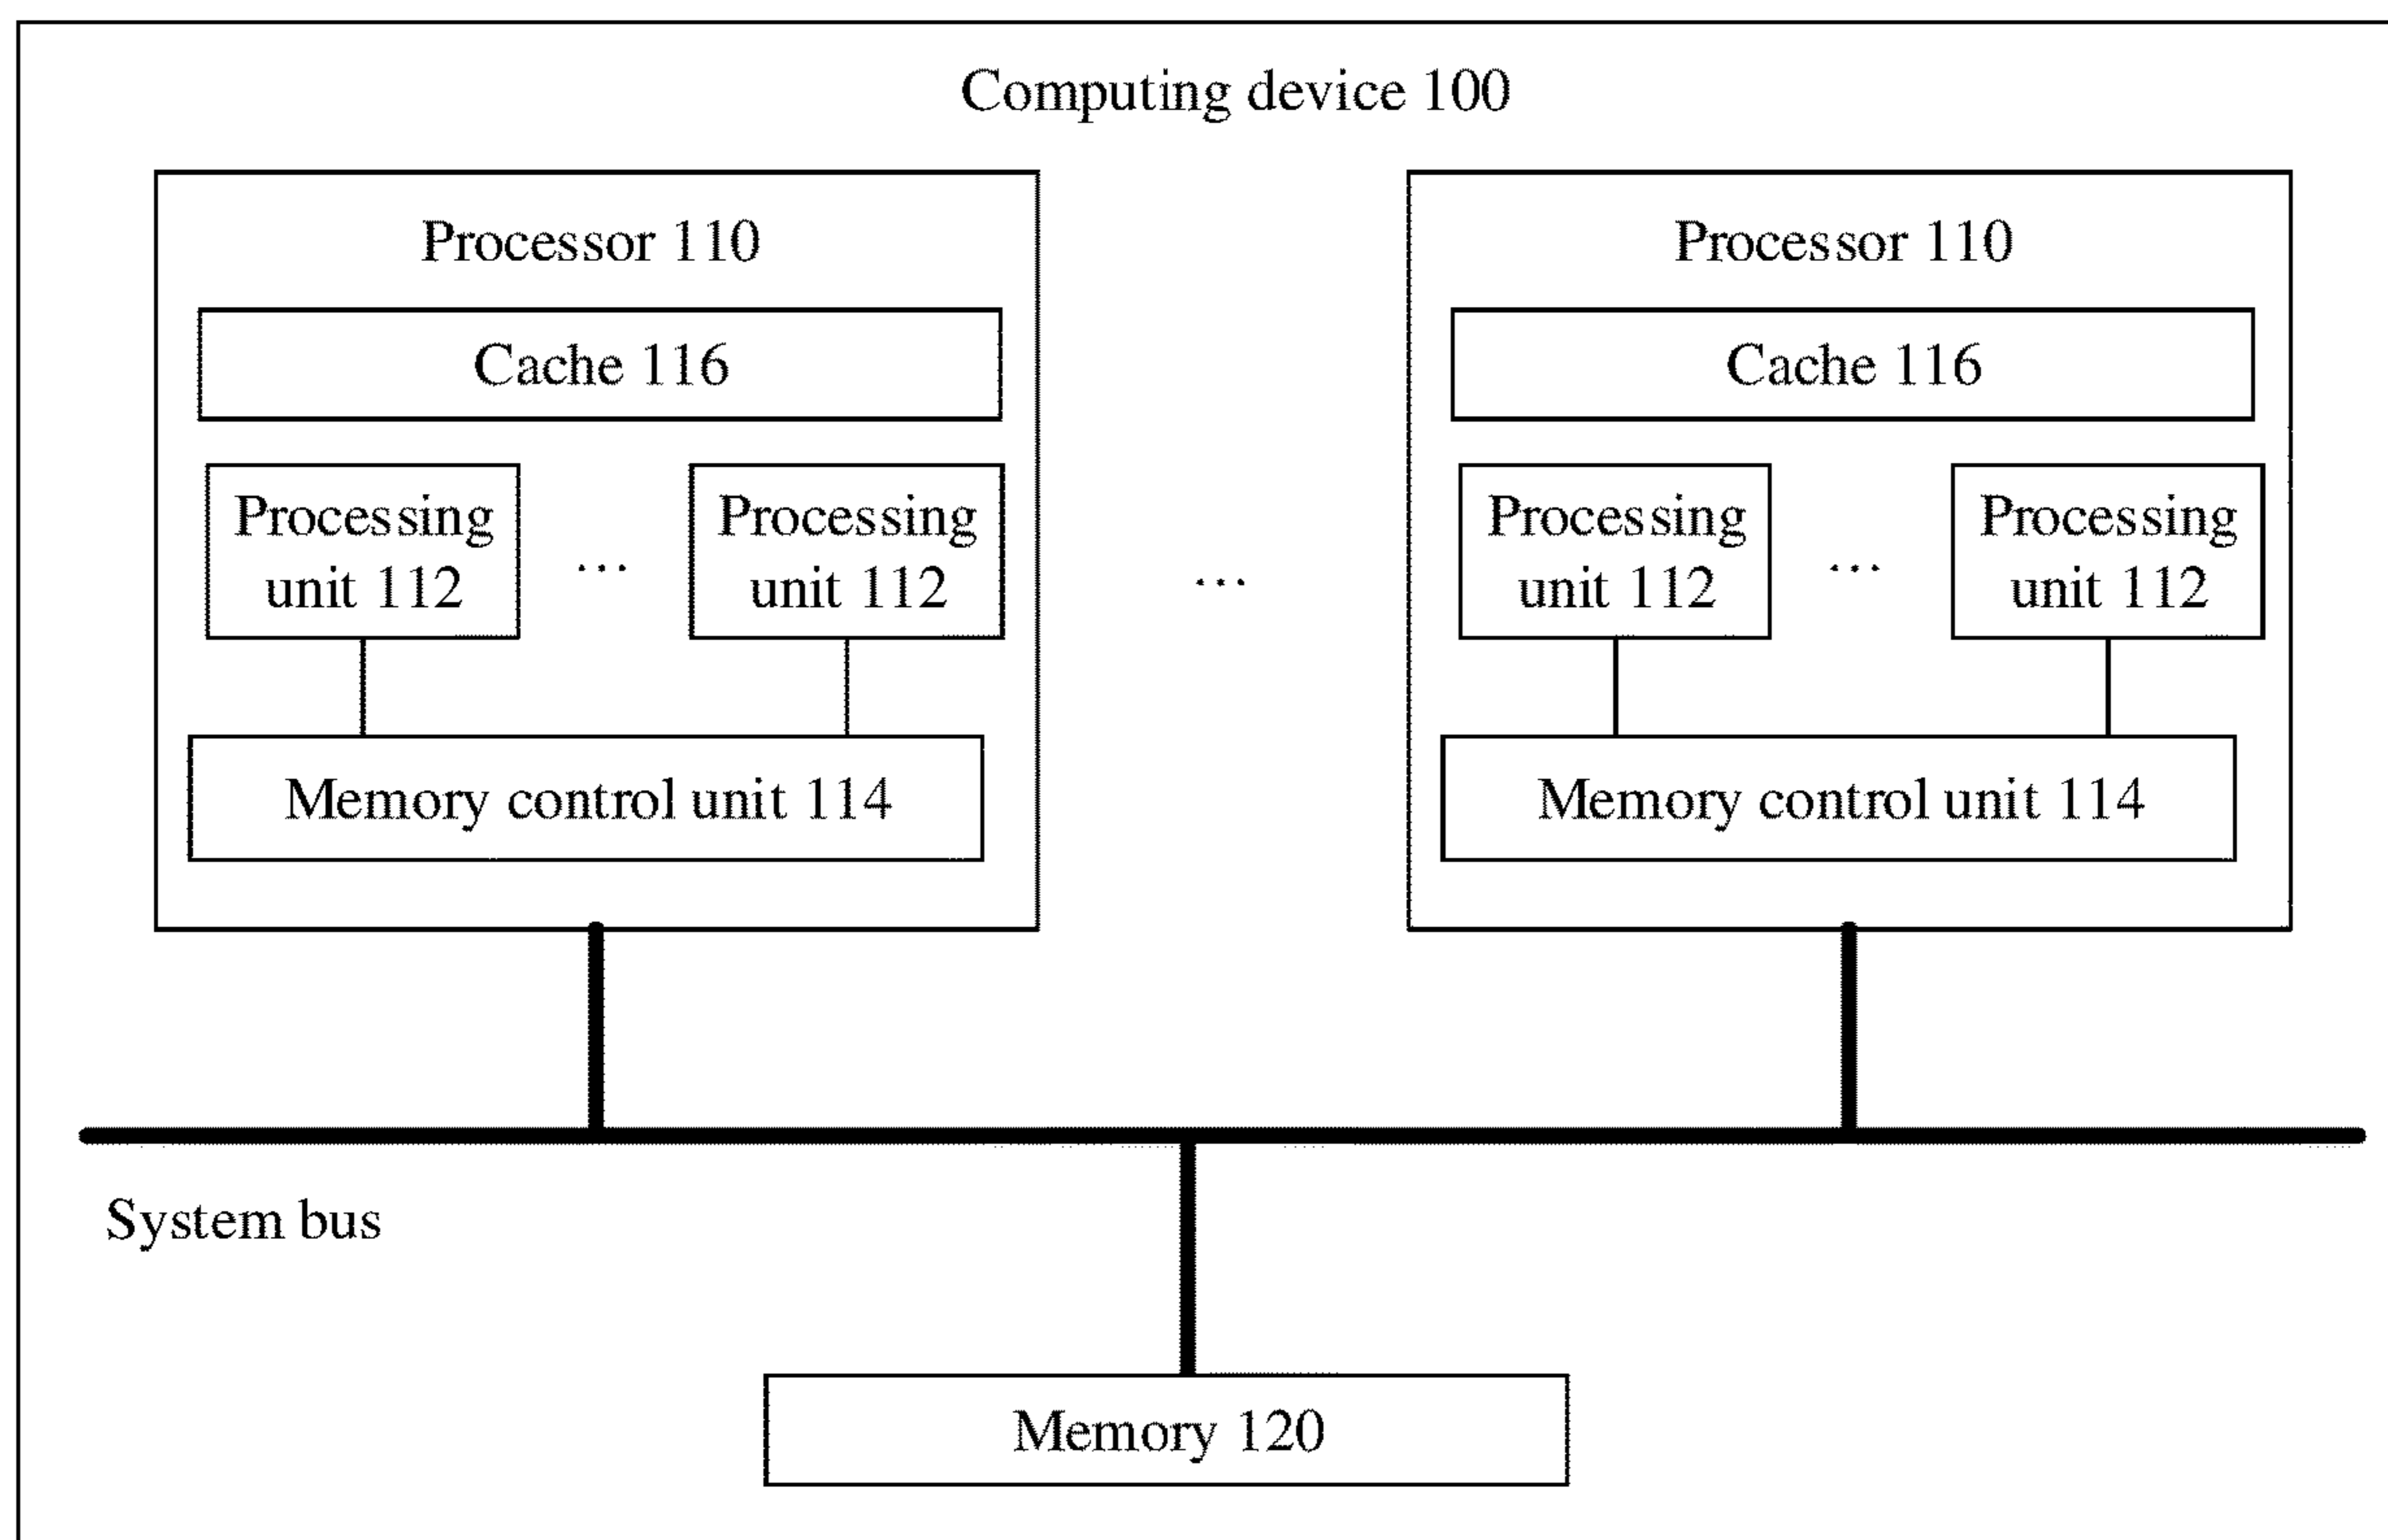 Computing device 100
Processor 110
Cache 116
Processing
unit 112
...
Processing
unit 112
Memory control unit 114
...
Processor 110
Cache 116
Processing
unit 112
...
Processing
unit 112
Memory control unit 114
System bus
Memory 120